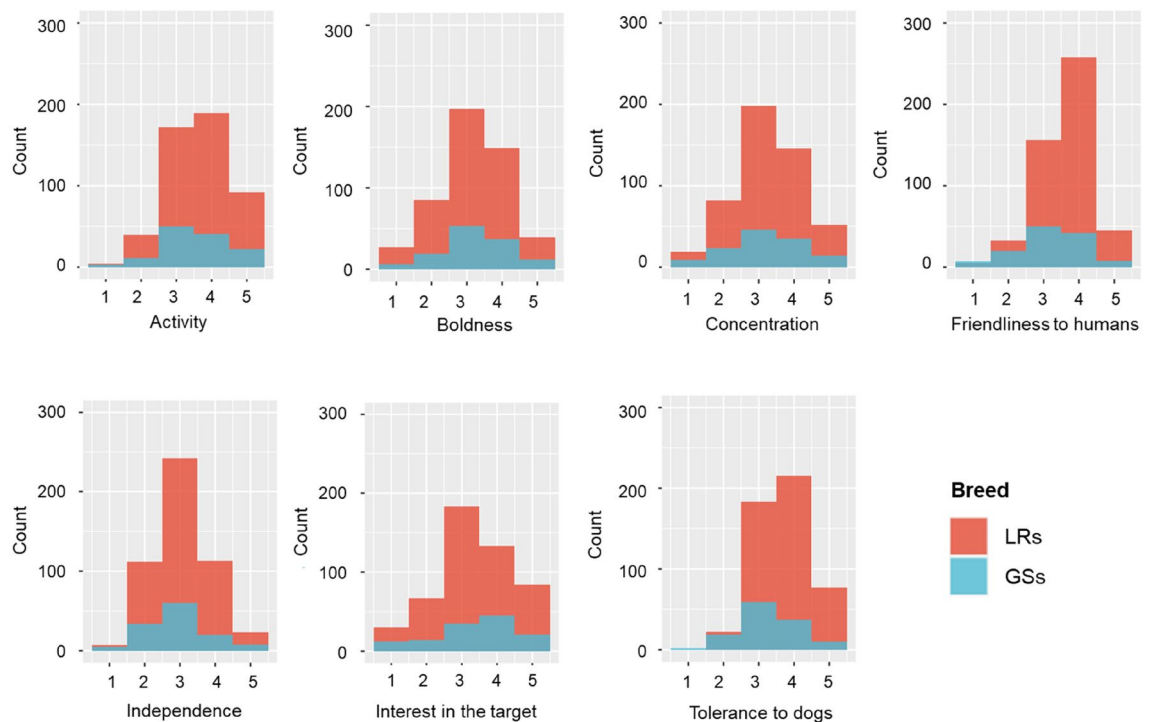 300
200
100
0
Count
1 2 3 4 5
Activity
300
200
100
0
Count
1 2 3 4 5
Boldness
300
200
100
0
Count
1 2 3 4 5
Concentration
300
200
100
0
Count
1 2 3 4 5
Friendliness to humans
300
200
100
0
Count
1 2 3 4 5
Independence
300
200
100
0
Count
1 2 3 4 5
Interest in the target
300
200
100
0
Count
1 2 3 4 5
Tolerance to dogs
Breed
LRs
GSs